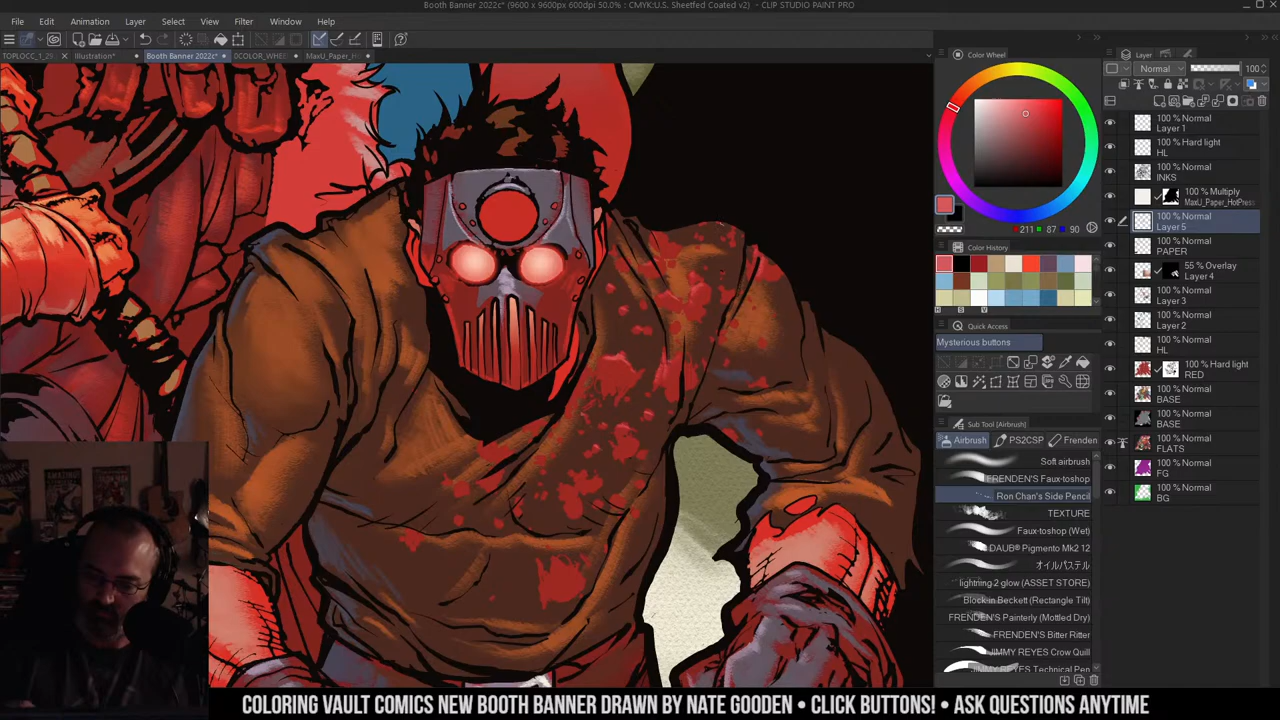 Booth Banner 2022c* (9600 x 9600px 600dpi 50.0% : CMYK:U.S. Sheetfed Coated v2) - CLIP STUDIO PAINT PRO
File Edit Animation Layer Select View Filter Window Help
TOPLOCC_1_29 Illustration* Booth Banner 2022c* 0COLOR_WHEE MaxU_Paper_H
Color Wheel
211 87 90
Color History
H S V
Quick Access
Mysterious buttons
Sub Tool [Airbrush]
Airbrush PS2CSP Frenden
Soft airbrush
FRENDEN'S Faux-toshop
Ron Chan's Side Pencil
TEXTURE
Faux-toshop (Wet)
DAUB® Pigmento Mk2 12
オイルパステル
lightning 2 glow (ASSET STORE)
Block-in Beckett (Rectangle Tilt)
FRENDEN'S Painterly (Mottled Dry)
FRENDEN'S Bitter Ritter
JIMMY REYES Crow Quill
JIMMY REYES Technical Pen
Layer
Normal 100
100 % Normal
Layer 1
100 % Hard light
HL
100 % Normal
INKS
100 % Multiply
MaxU_Paper_HotPress
100 % Normal
Layer 5
100 % Normal
PAPER
55 % Overlay
Layer 4
100 % Normal
Layer 3
100 % Normal
Layer 2
100 % Normal
HL
100 % Hard light
RED
100 % Normal
BASE
100 % Normal
BASE
100 % Normal
FLATS
100 % Normal
FG
100 % Normal
BG
COLORING VAULT COMICS NEW BOOTH BANNER DRAWN BY NATE GOODEN • CLICK BUTTONS! • ASK QUESTIONS ANYTIME